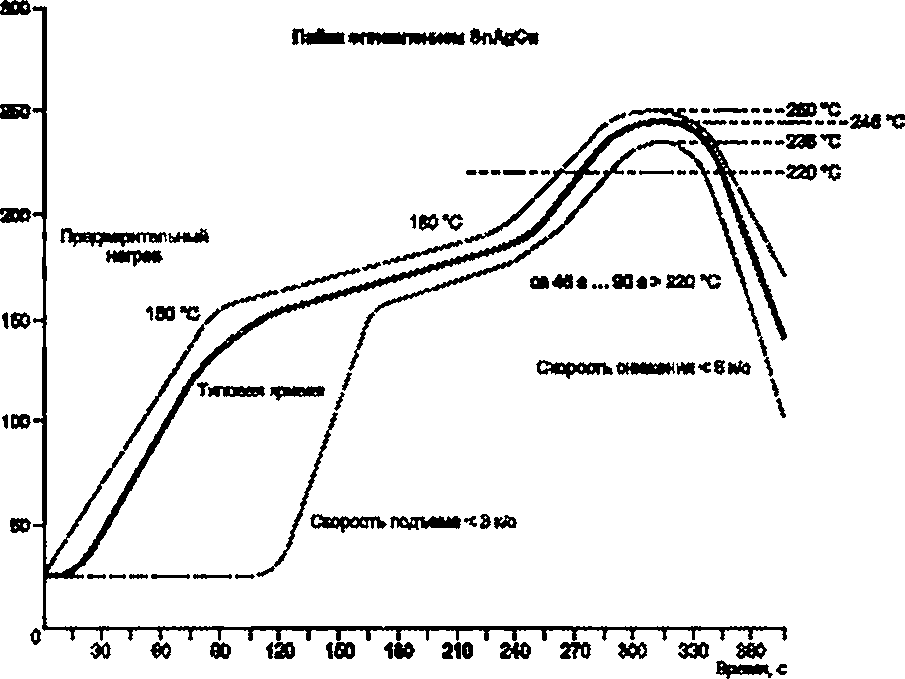 300
Пайка оплавлением SnAgCu
250
250 °C
245 °C
235 °C
220 °C
200
180 °C
Предварительный
нагрев
са 45 с ... 90 с > 220 °C
150
150 °C
Скорость снижения < 6 к/с
Типовая кривая
100
Скорость подъема < 3 к/с
50
0
30 60 90 120 150 180 210 240 270 300 330 360
Время, с